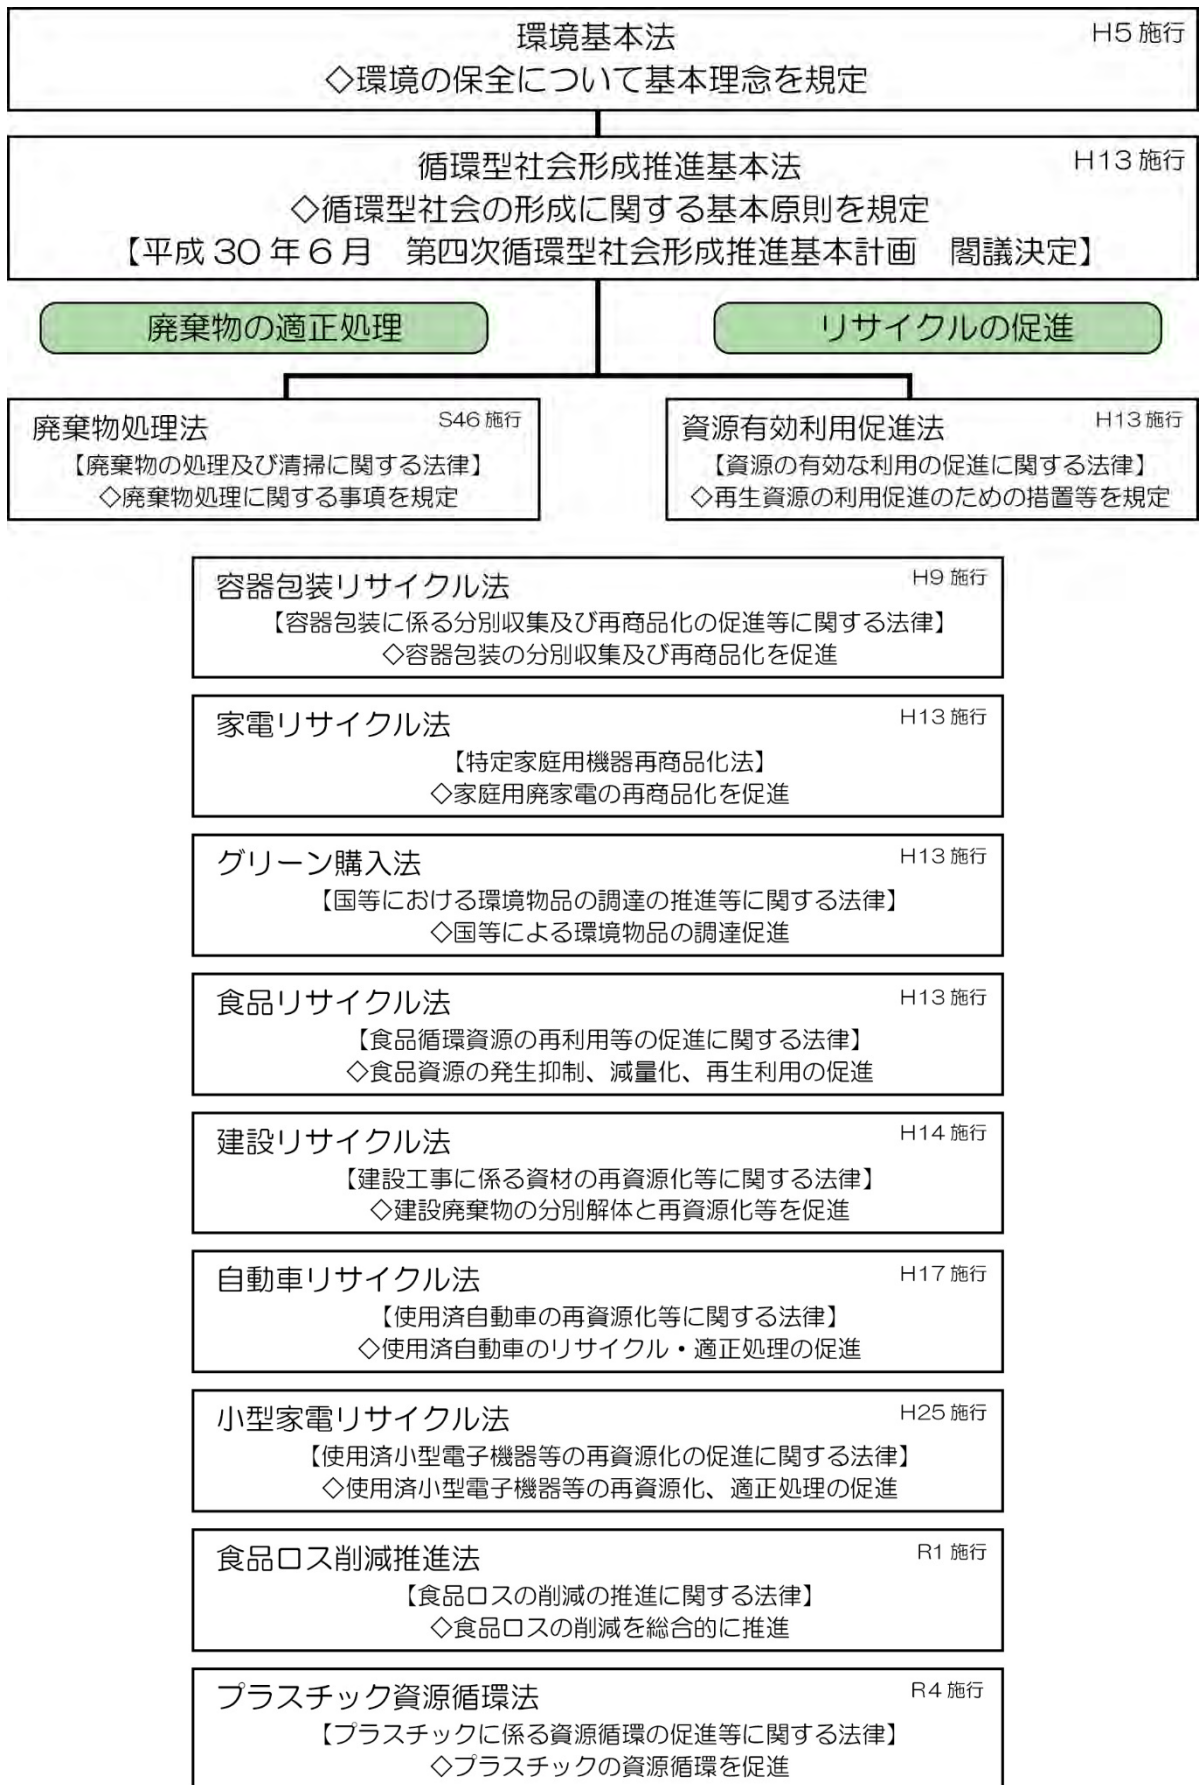 環境基本法 H5 施行
◇環境の保全について基本理念を規定
循環型社会形成推進基本法 H13 施行
◇循環型社会の形成に関する基本原則を規定
【平成 30 年 6 月　第四次循環型社会形成推進基本計画　閣議決定】
廃棄物の適正処理
リサイクルの促進
廃棄物処理法 S46 施行
【廃棄物の処理及び清掃に関する法律】
◇廃棄物処理に関する事項を規定
資源有効利用促進法 H13 施行
【資源の有効な利用の促進に関する法律】
◇再生資源の利用促進のための措置等を規定
容器包装リサイクル法 H9 施行
【容器包装に係る分別収集及び再商品化の促進等に関する法律】
◇容器包装の分別収集及び再商品化を促進
家電リサイクル法 H13 施行
【特定家庭用機器再商品化法】
◇家庭用廃家電の再商品化を促進
グリーン購入法 H13 施行
【国等における環境物品の調達の推進等に関する法律】
◇国等による環境物品の調達促進
食品リサイクル法 H13 施行
【食品循環資源の再利用等の促進に関する法律】
◇食品資源の発生抑制、減量化、再生利用の促進
建設リサイクル法 H14 施行
【建設工事に係る資材の再資源化等に関する法律】
◇建設廃棄物の分別解体と再資源化等を促進
自動車リサイクル法 H17 施行
【使用済自動車の再資源化等に関する法律】
◇使用済自動車のリサイクル・適正処理の促進
小型家電リサイクル法 H25 施行
【使用済小型電子機器等の再資源化の促進に関する法律】
◇使用済小型電子機器等の再資源化、適正処理の促進
食品ロス削減推進法 R1 施行
【食品ロスの削減の推進に関する法律】
◇食品ロスの削減を総合的に推進
プラスチック資源循環法 R4 施行
【プラスチックに係る資源循環の促進等に関する法律】
◇プラスチックの資源循環を促進